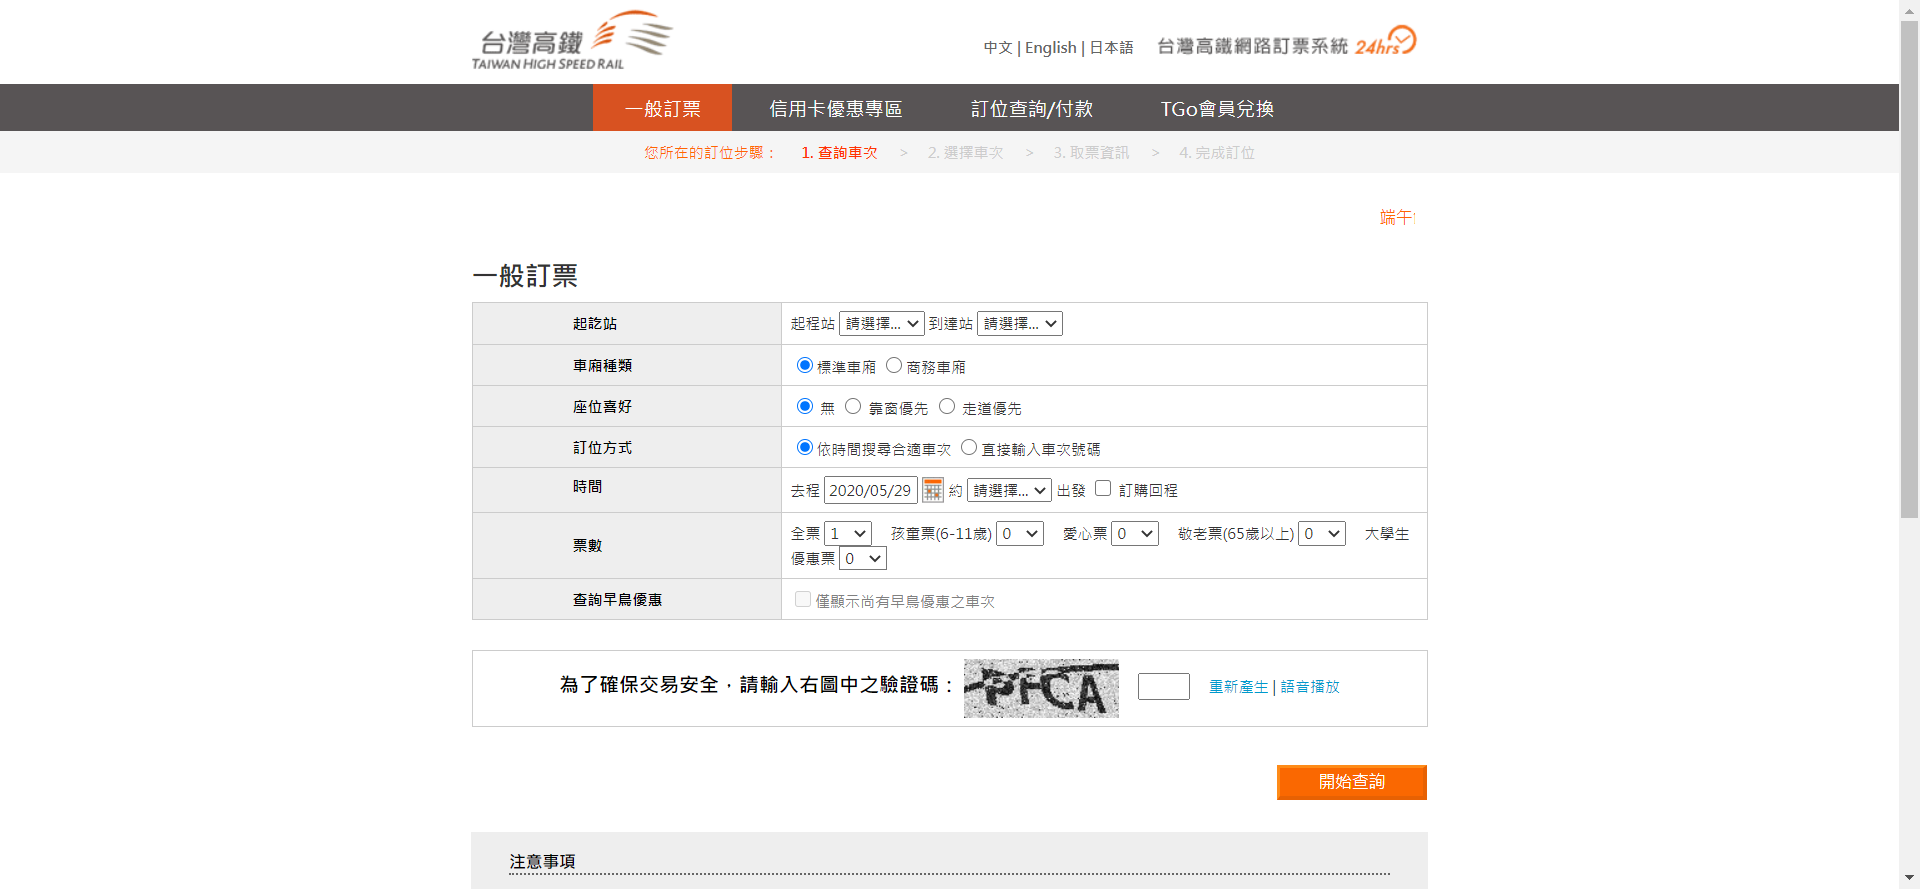 台灣高鐵
TAIWAN HIGH SPEED RAIL
中文 | English | 日本語
台灣高鐵網路訂票系統 24hrs
一般訂票 信用卡優惠專區 訂位查詢/付款 TGo會員兌換
您所在的訂位步驟： 1. 查詢車次 > 2. 選擇車次 > 3. 取票資訊 > 4. 完成訂位
端午
一般訂票
起訖站 起程站 請選擇... 到達站 請選擇...
車廂種類 標準車廂 商務車廂
座位喜好 無 靠窗優先 走道優先
訂位方式 依時間搜尋合適車次 直接輸入車次號碼
時間 去程 2020/05/29 約 請選擇... 出發 訂購回程
票數 全票 1 孩童票(6-11歲) 0 愛心票 0 敬老票(65歲以上) 0 大學生
優惠票 0
查詢早鳥優惠 僅顯示尚有早鳥優惠之車次
為了確保交易安全，請輸入右圖中之驗證碼： PFCA 重新產生 | 語音播放
開始查詢
注意事項